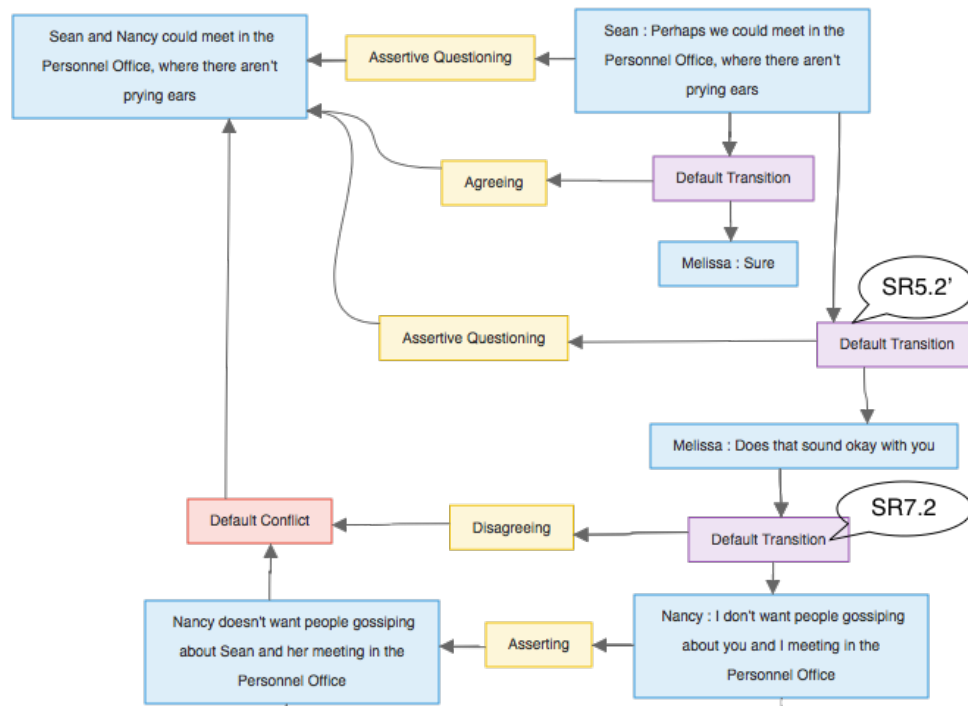 Sean and Nancy could meet in the
Personnel Office, where there aren't
prying ears
Assertive Questioning
Sean : Perhaps we could meet in the
Personnel Office, where there aren't
prying ears
Agreeing
Default Transition
Melissa : Sure
SR5.2’
Assertive Questioning
Default Transition
Melissa : Does that sound okay with you
Default Conflict
Disagreeing
SR7.2
Default Transition
Nancy doesn't want people gossiping
about Sean and her meeting in the
Personnel Office
Asserting
Nancy : I don't want people gossiping
about you and I meeting in the
Personnel Office